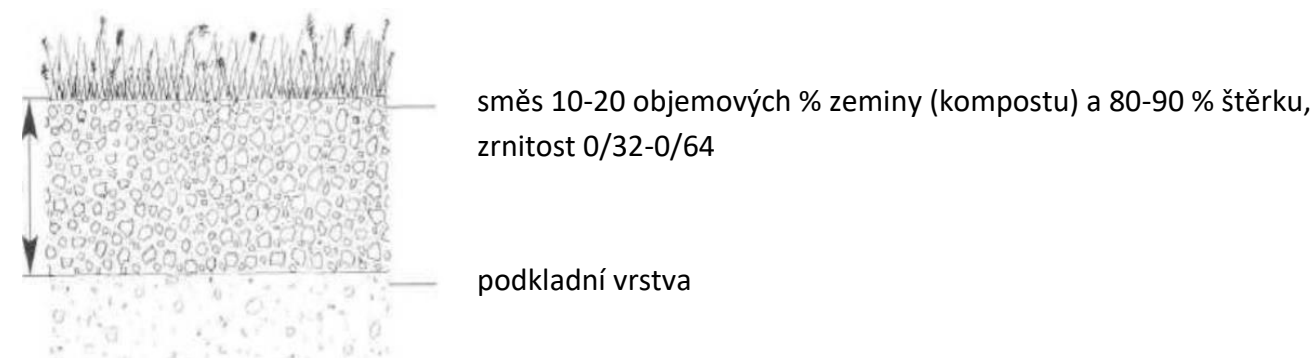 směs 10-20 objemových % zeminy (kompostu) a 80-90 % štěrku,
zrnitost 0/32-0/64
podkladní vrstva